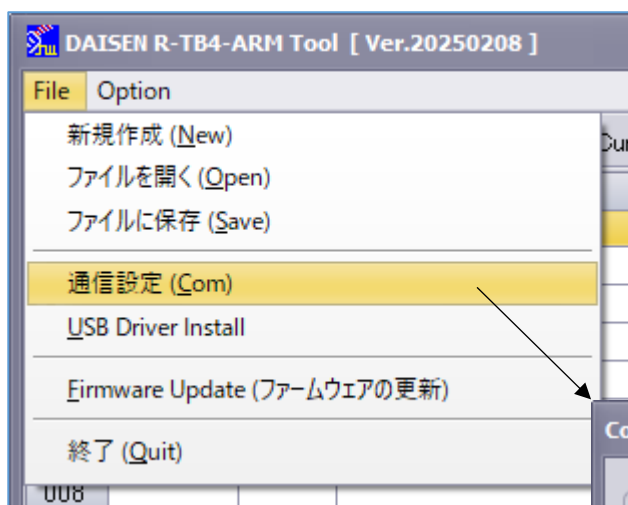 DAISEN R-TB4-ARM Tool [ Ver.20250208 ]
File Option
新規作成 (New)
ファイルを開く (Open)
ファイルに保存 (Save)
通信設定 (Com)
USB Driver Install
Firmware Update (ファームウェアの更新)
終了 (Quit)
008